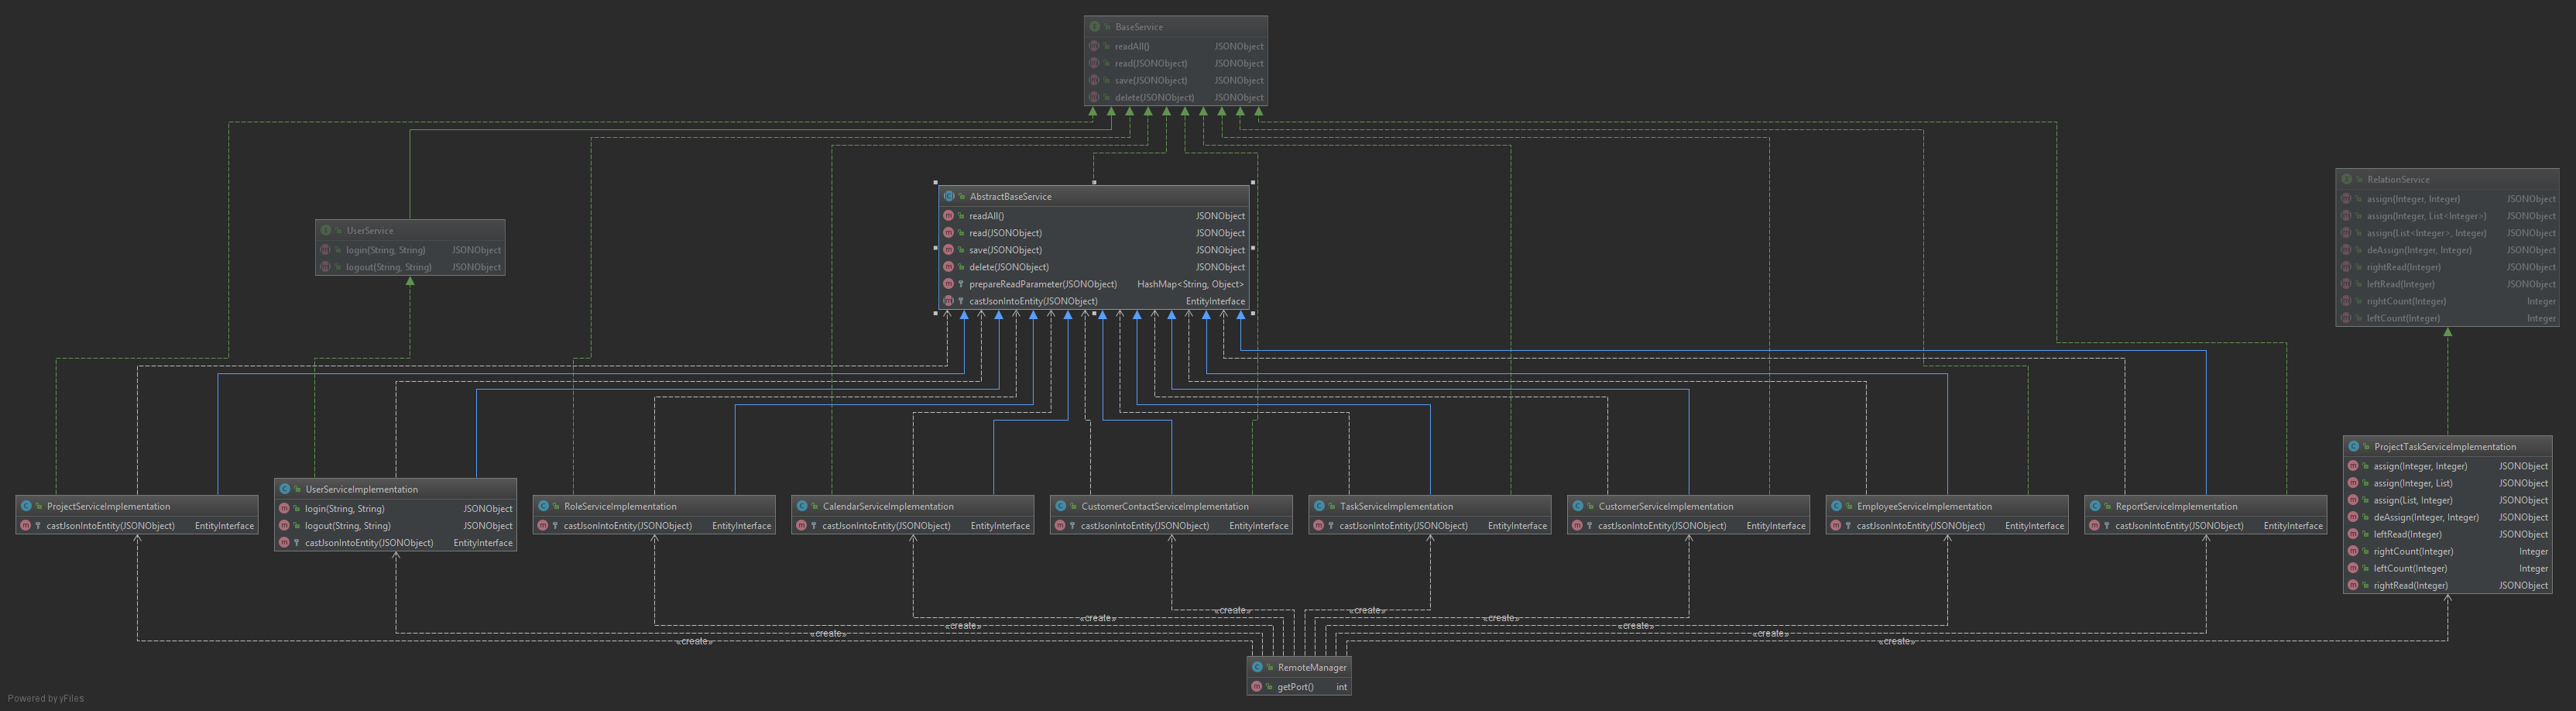 BaseService
readAll() JSONObject
read(JSONObject) JSONObject
save(JSONObject) JSONObject
delete(JSONObject) JSONObject
RelationService
assign(Integer, Integer) JSONObject
assign(Integer, List<Integer>) JSONObject
assign(List<Integer>, Integer) JSONObject
deAssign(Integer, Integer) JSONObject
rightRead(Integer) JSONObject
leftRead(Integer) JSONObject
rightCount(Integer) Integer
leftCount(Integer) Integer
AbstractBaseService
readAll() JSONObject
read(JSONObject) JSONObject
save(JSONObject) JSONObject
delete(JSONObject) JSONObject
prepareReadParameter(JSONObject) HashMap<String, Object>
castJsonIntoEntity(JSONObject) EntityInterface
UserService
login(String, String) JSONObject
logout(String, String) JSONObject
ProjectServiceImplementation
castJsonIntoEntity(JSONObject) EntityInterface
UserServiceImplementation
login(String, String) JSONObject
logout(String, String) JSONObject
castJsonIntoEntity(JSONObject) EntityInterface
RoleServiceImplementation
castJsonIntoEntity(JSONObject) EntityInterface
CalendarServiceImplementation
castJsonIntoEntity(JSONObject) EntityInterface
CustomerContactServiceImplementation
castJsonIntoEntity(JSONObject) EntityInterface
TaskServiceImplementation
castJsonIntoEntity(JSONObject) EntityInterface
CustomerServiceImplementation
castJsonIntoEntity(JSONObject) EntityInterface
EmployeeServiceImplementation
castJsonIntoEntity(JSONObject) EntityInterface
ReportServiceImplementation
castJsonIntoEntity(JSONObject) EntityInterface
ProjectTaskServiceImplementation
assign(Integer, Integer) JSONObject
assign(Integer, List) JSONObject
assign(List, Integer) JSONObject
deAssign(Integer, Integer) JSONObject
leftRead(Integer) JSONObject
rightCount(Integer) Integer
leftCount(Integer) Integer
rightRead(Integer) JSONObject
«create»
«create»
«create»
«create»
«create»
«create»
«create»
«create»
«create»
«create»
RemoteManager
getPort() int
Powered by yFiles